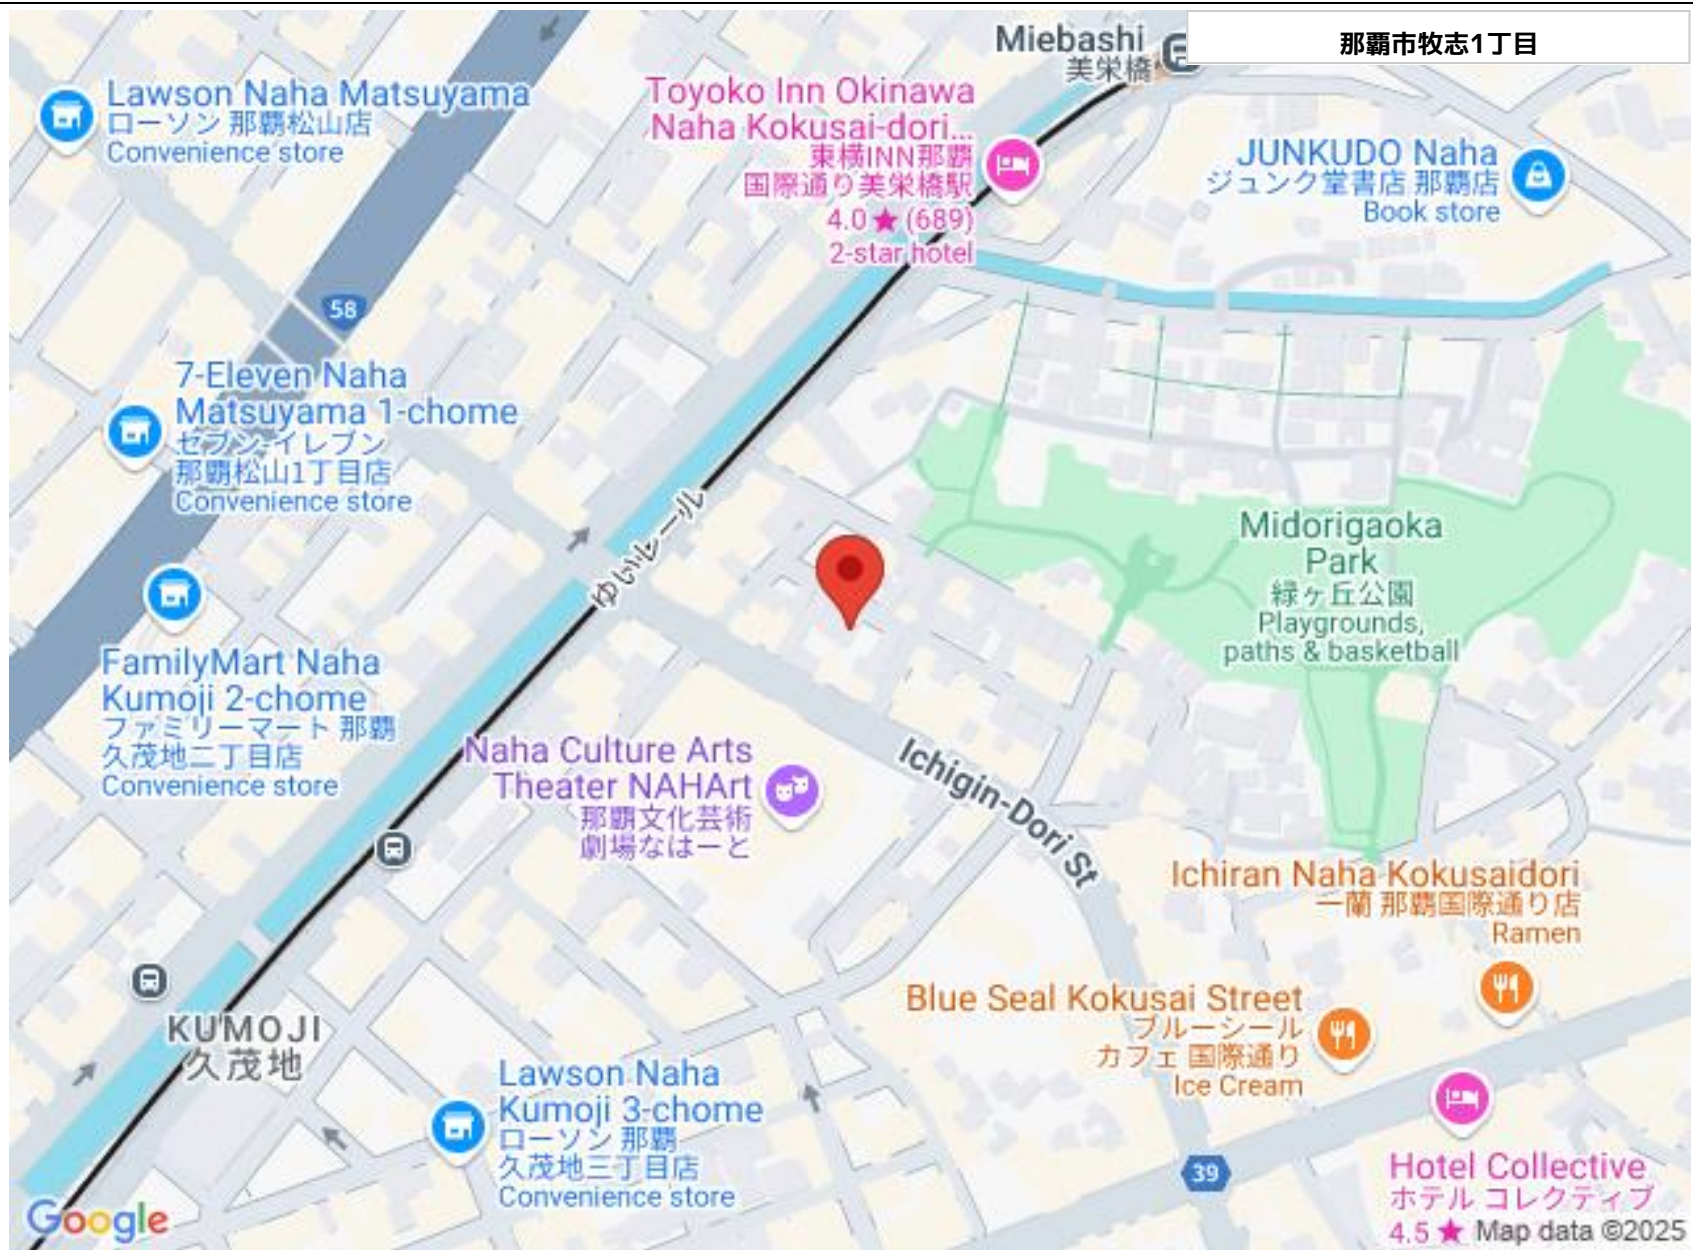 那覇市牧志1丁目
Miebashi
美栄橋
Lawson Naha Matsuyama
ローソン 那覇松山店
Convenience store
Toyoko Inn Okinawa
Naha Kokusai-dori...
東横INN那覇
国際通り美栄橋駅
4.0★(689)
2-star hotel
JUNKUDO Naha
ジュンク堂書店 那覇店
Book store
58
7-Eleven Naha
Matsuyama 1-chome
セブン-イレブン
那覇松山1丁目店
Convenience store
ゆいレール
Midorigaoka
Park
緑ヶ丘公園
Playgrounds,
paths & basketball
FamilyMart Naha
Kumoji 2-chome
ファミリーマート 那覇
久茂地二丁目店
Convenience store
Naha Culture Arts
Theater NAHArt
那覇文化芸術
劇場なはーと
Ichigin-Dori St
Ichiran Naha Kokusaidori
一蘭 那覇国際通り店
Ramen
Blue Seal Kokusai Street
ブルーシール
カフェ 国際通り
Ice Cream
KUMOJI
久茂地
Lawson Naha
Kumoji 3-chome
ローソン 那覇
久茂地三丁目店
Convenience store
39
Hotel Collective
ホテル コレクティブ
4.5★
Google
Map data ©2025